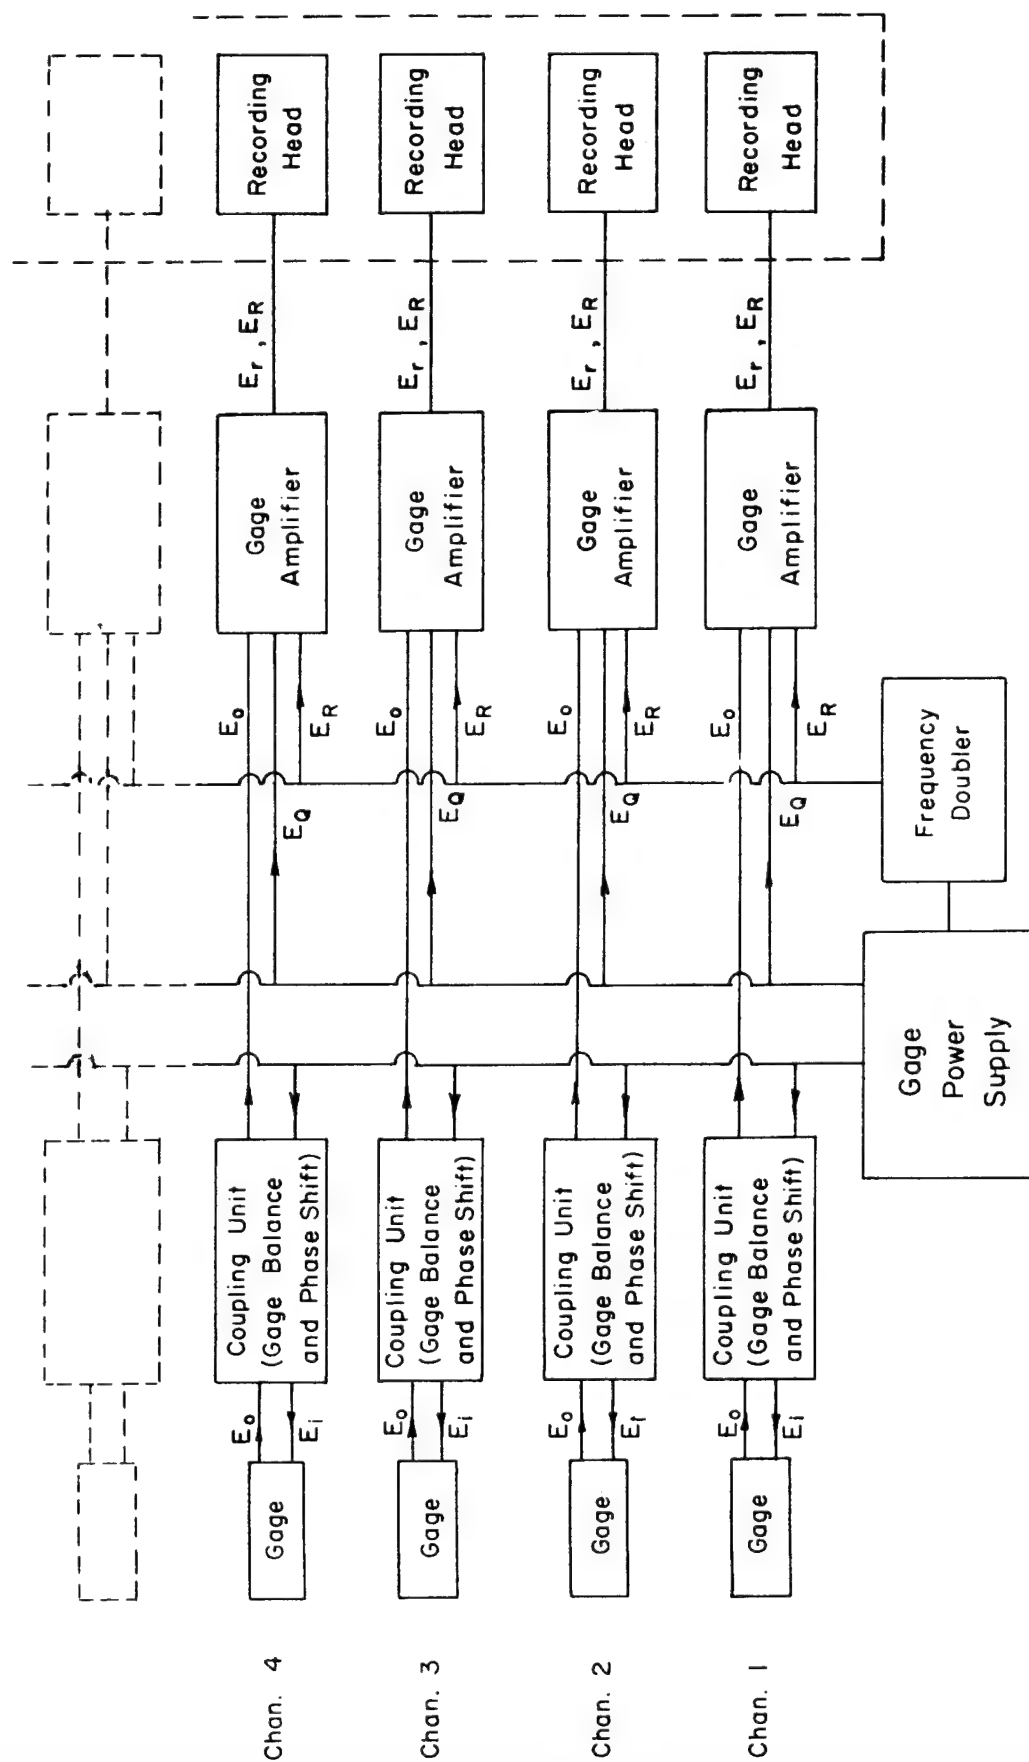 Chan. 4
Gage
Eo
Ei
Coupling Unit
(Gage Balance
and Phase Shift)
Eo
EQ
ER
Gage
Amplifier
Er, ER
Recording
Head
Chan. 3
Gage
Eo
Ei
Coupling Unit
(Gage Balance
and Phase Shift)
Eo
EQ
ER
Gage
Amplifier
Er, ER
Recording
Head
Chan. 2
Gage
Eo
Ei
Coupling Unit
(Gage Balance
and Phase Shift)
Eo
EQ
ER
Gage
Amplifier
Er, ER
Recording
Head
Chan. 1
Gage
Eo
Ei
Coupling Unit
(Gage Balance
and Phase Shift)
Eo
EQ
ER
Gage
Amplifier
Er, ER
Recording
Head
Gage
Power
Supply
Frequency
Doubler